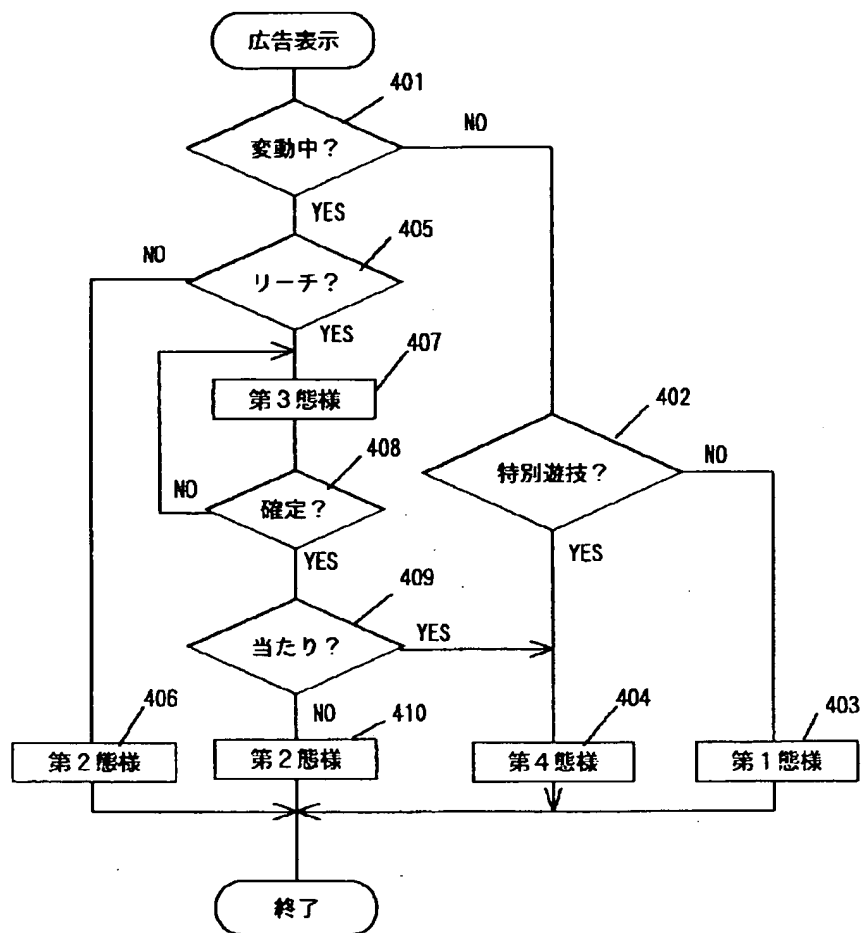 広告表示
401
変動中？
NO
YES
405
NO
リーチ？
YES
407
第３態様
402
408
特別遊技？
NO
NO
確定？
YES
YES
409
当たり？
YES
406
NO
410
403
404
第２態様
第２態様
第４態様
第１態様
終了